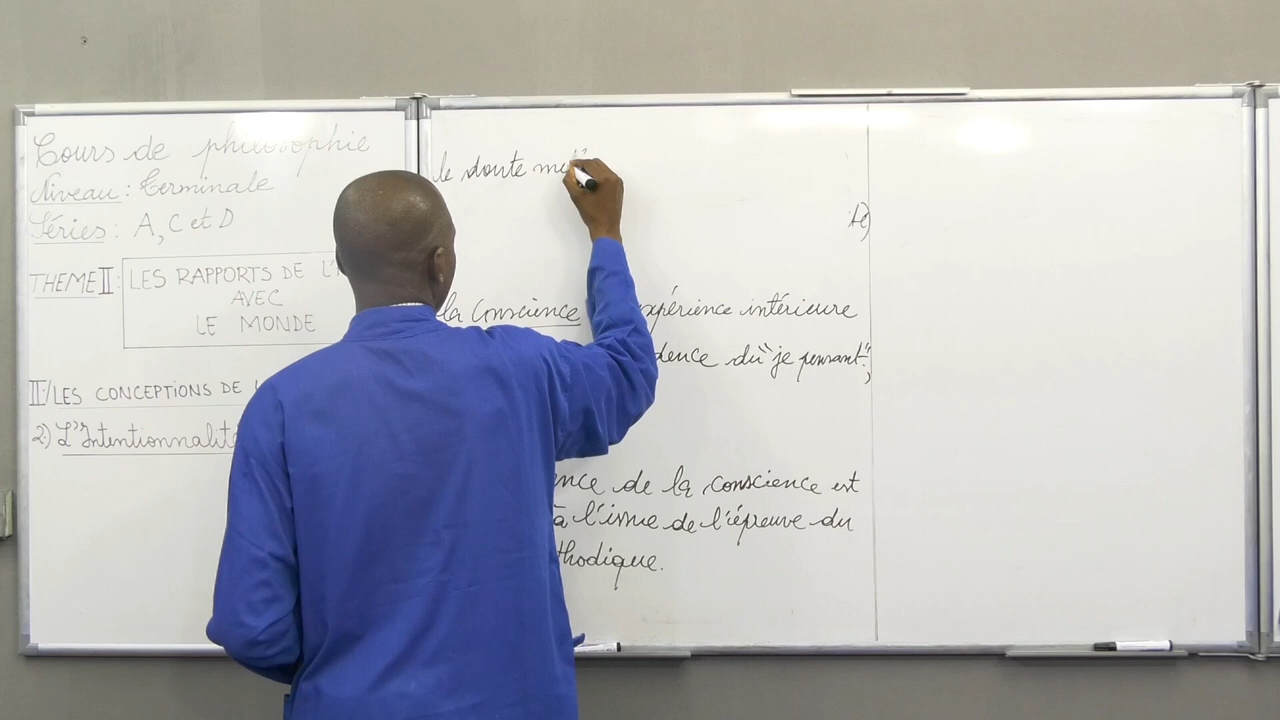 Cours de philosophie
Niveau : Terminale
Séries : A, C et D
THEME II : LES RAPPORTS DE L'
AVEC
LE MONDE
II-/LES CONCEPTIONS DE
2) L'Intentionnalité
le doute mét
la conscience expérience intérieure
dence du "je pensant" ;
ence de la conscience est
à l'issue de l'épreuve du
thodique.